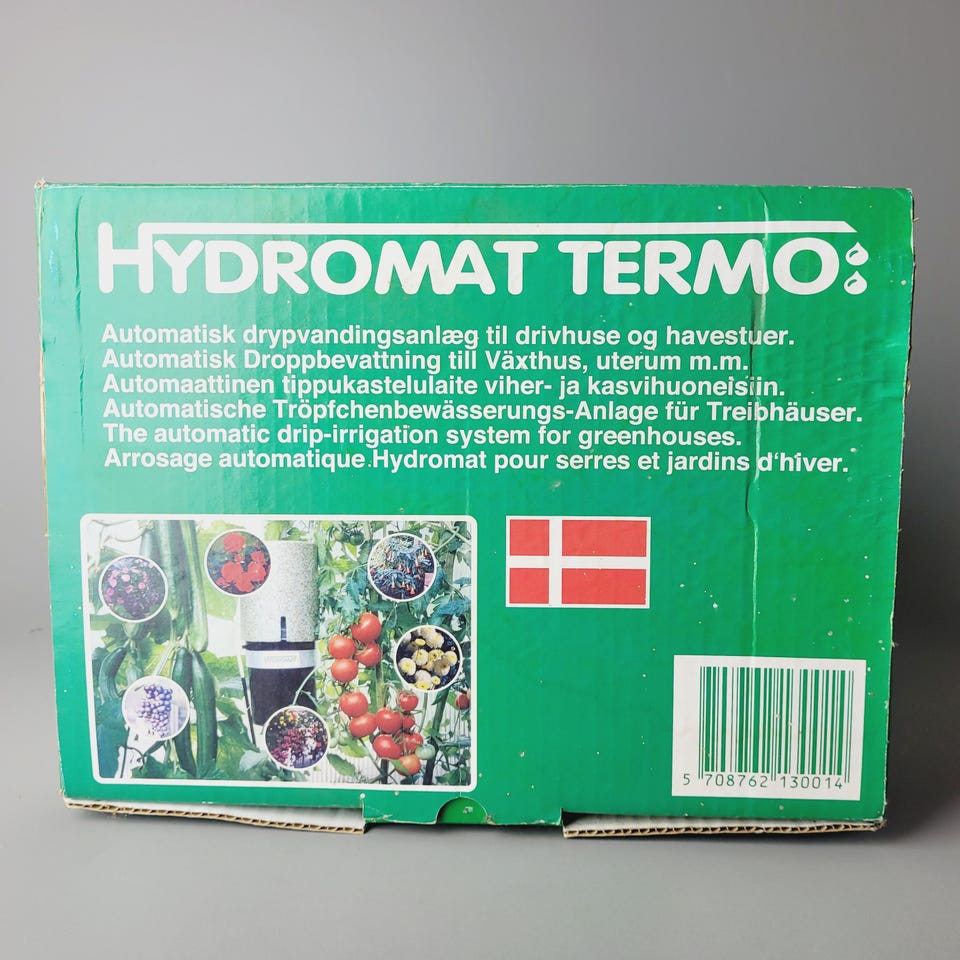 HYDROMAT TERMO
Automatisk drypvandingsanlæg til drivhuse og havestuer.
Automatisk Droppbevattning till Växthus, uterum m.m.
Automaattinen tippukastelulaite viher- ja kasvihuoneisiin.
Automatische Tröpfchenbewässerungs-Anlage für Treibhäuser.
The automatic drip-irrigation system for greenhouses.
Arrosage automatique Hydromat pour serres et jardins d'hiver.
HYDROMAT
5 708762 130014